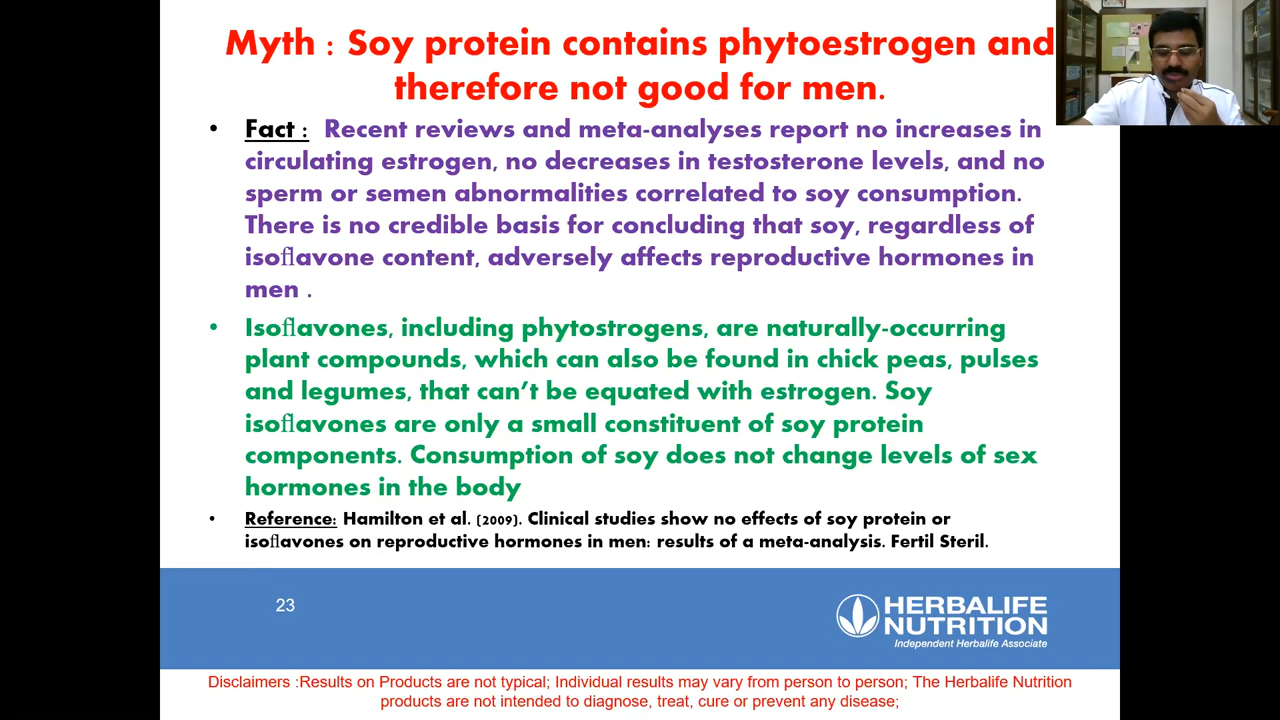 Myth : Soy protein contains phytoestrogen and
therefore not good for men.
• Fact : Recent reviews and meta-analyses report no increases in
circulating estrogen, no decreases in testosterone levels, and no
sperm or semen abnormalities correlated to soy consumption.
There is no credible basis for concluding that soy, regardless of
isoflavone content, adversely affects reproductive hormones in
men .
• Isoflavones, including phytostrogens, are naturally-occurring
plant compounds, which can also be found in chick peas, pulses
and legumes, that can't be equated with estrogen. Soy
isoflavones are only a small constituent of soy protein
components. Consumption of soy does not change levels of sex
hormones in the body
• Reference: Hamilton et al. (2009). Clinical studies show no effects of soy protein or
isoflavones on reproductive hormones in men: results of a meta-analysis. Fertil Steril.
23
HERBALIFE
NUTRITION
Independent Herbalife Associate
Disclaimers :Results on Products are not typical; Individual results may vary from person to person; The Herbalife Nutrition
products are not intended to diagnose, treat, cure or prevent any disease;